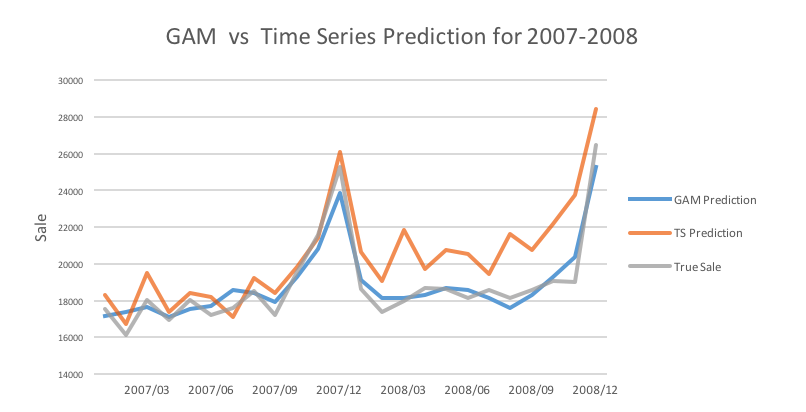 GAM vs Time Series Prediction for 2007-2008
30000
28000
26000
24000
22000
20000
18000
16000
14000
Sale
2007/03 2007/06 2007/09 2007/12 2008/03 2008/06 2008/09 2008/12
GAM Prediction
TS Prediction
True Sale